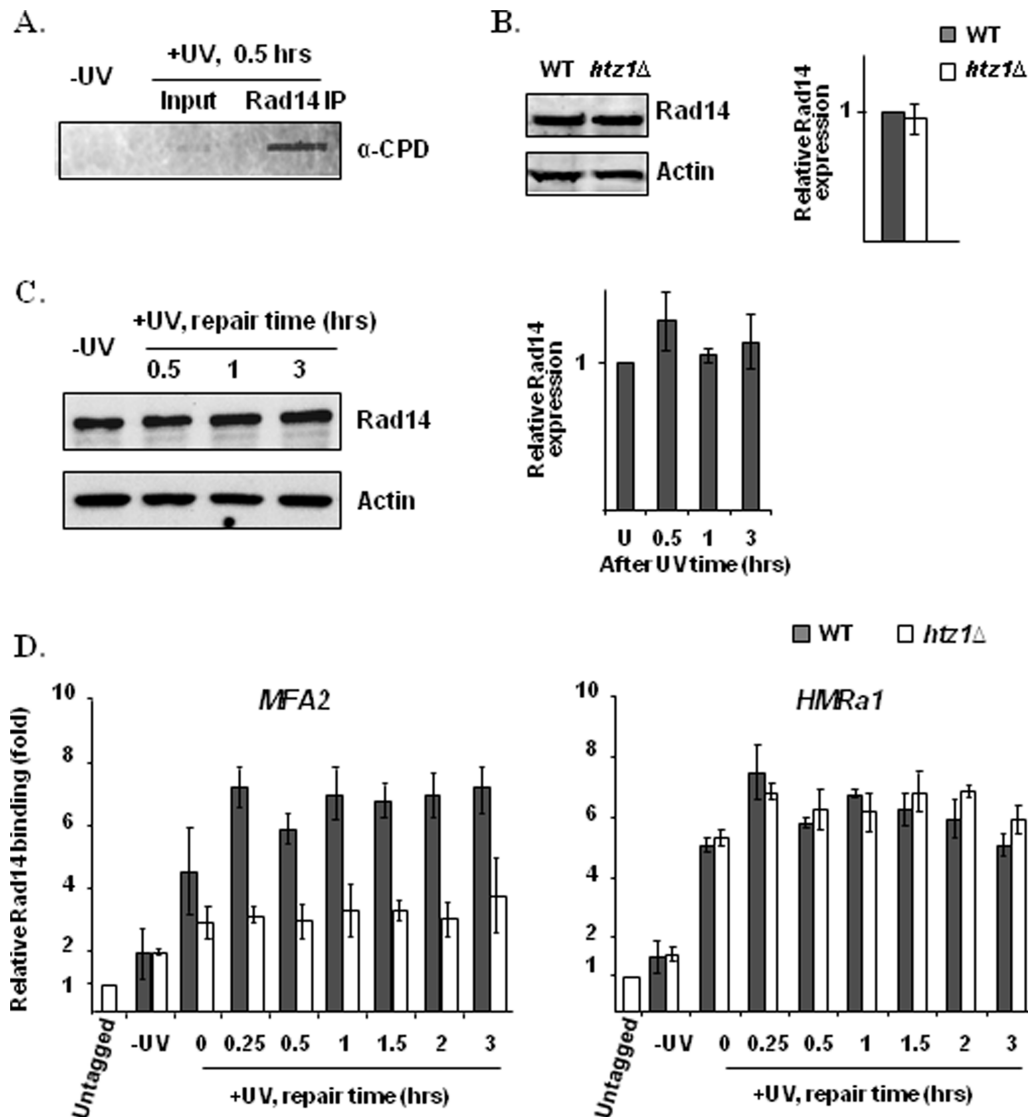 A.
+UV, 0.5 hrs
-UV
Input Rad14 IP
α-CPD
B.
WT htz1Δ
Rad14
Actin
WT
htz1Δ
1
Relative Rad14
expression
C.
+UV, repair time (hrs)
-UV
0.5 1 3
Rad14
Actin
Relative Rad14
expression
1
U 0.5 1 3
After UV time (hrs)
WT htz1Δ
D.
MFA2
Relative Rad14 binding (fold)
10
8
6
4
2
1
Untagged -UV 0 0.25 0.5 1 1.5 2 3
+UV, repair time (hrs)
HMRa1
10
8
6
4
2
1
Untagged -UV 0 0.25 0.5 1 1.5 2 3
+UV, repair time (hrs)